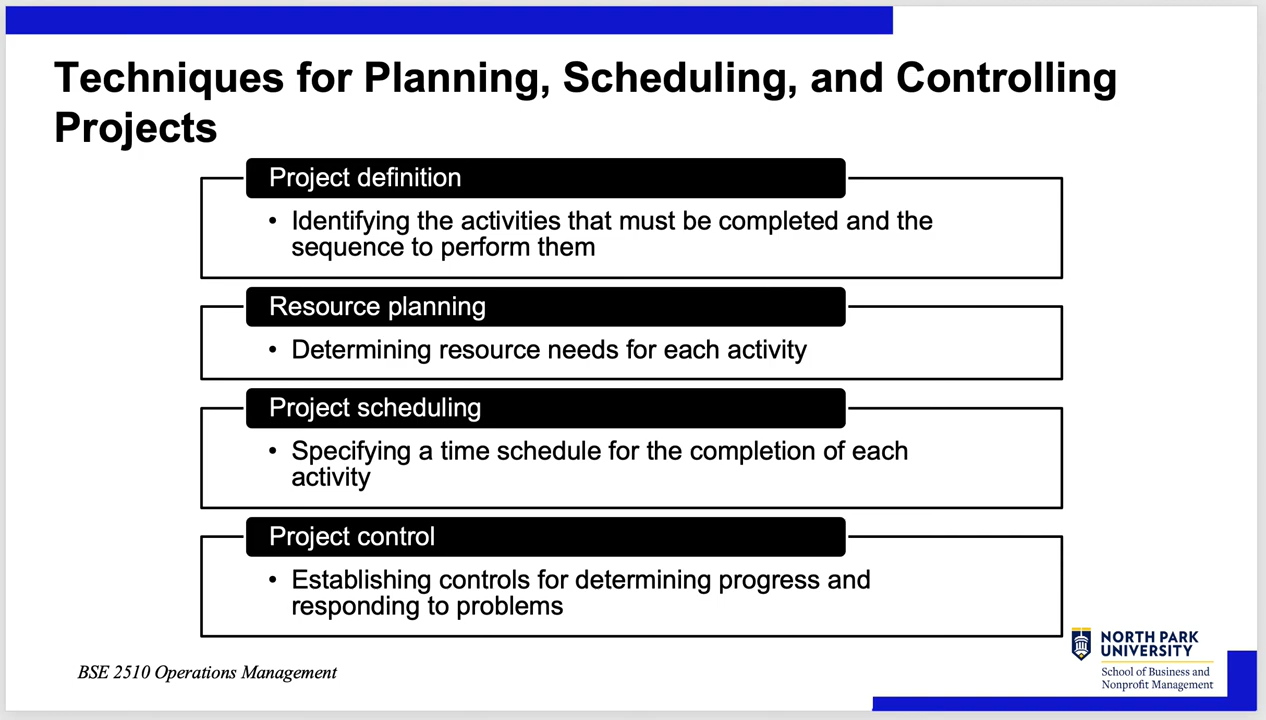 Techniques for Planning, Scheduling, and Controlling
Projects
Project definition
• Identifying the activities that must be completed and the
sequence to perform them
Resource planning
• Determining resource needs for each activity
Project scheduling
• Specifying a time schedule for the completion of each
activity
Project control
• Establishing controls for determining progress and
responding to problems
BSE 2510 Operations Management
NORTH PARK
UNIVERSITY
School of Business and
Nonprofit Management